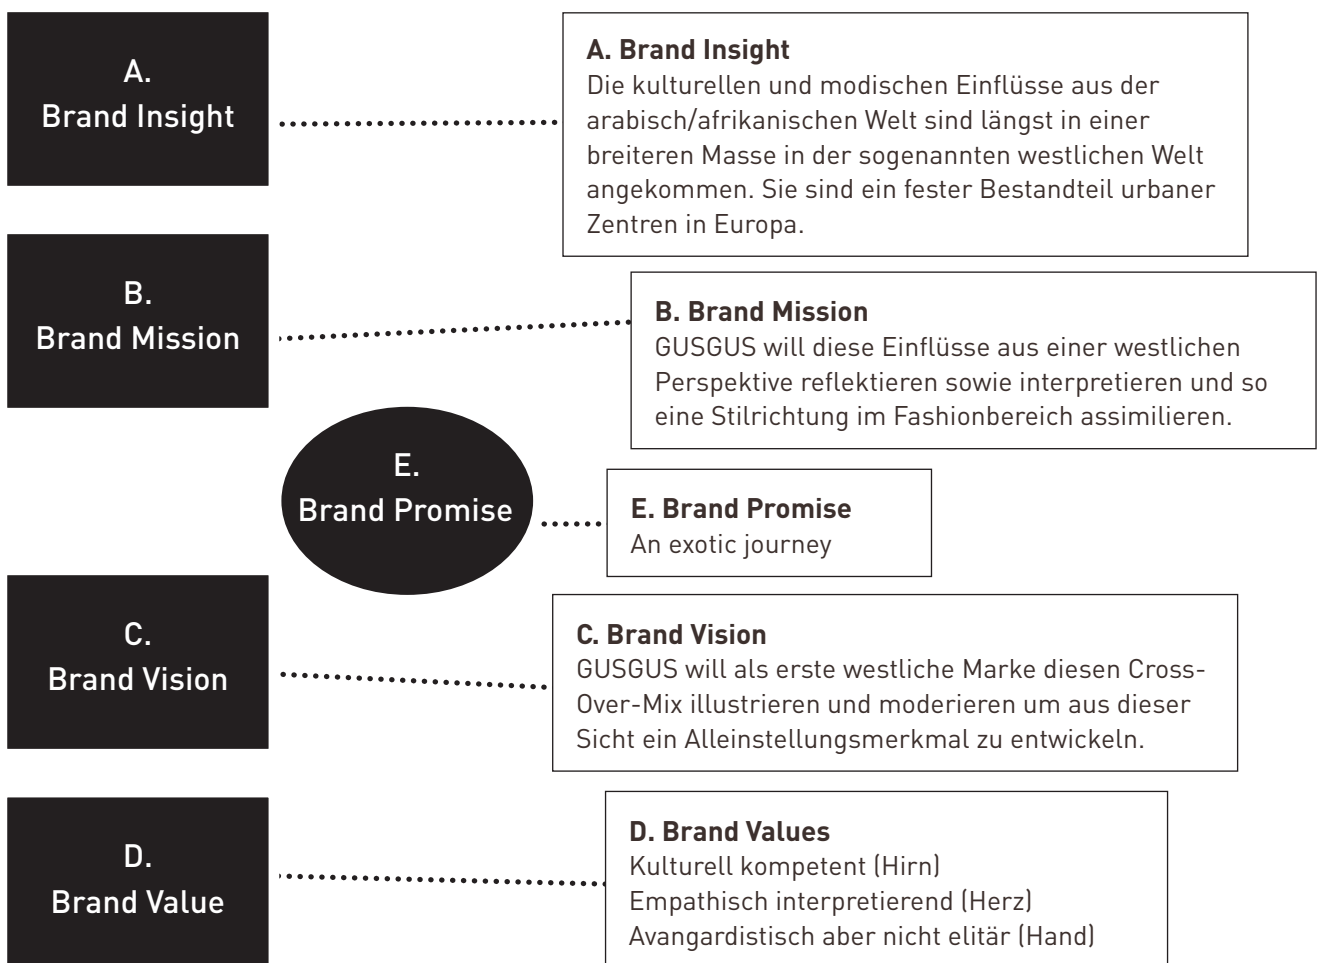 A.
Brand Insight
A. Brand Insight
Die kulturellen und modischen Einflüsse aus der
arabisch/afrikanischen Welt sind längst in einer
breiteren Masse in der sogenannten westlichen Welt
angekommen. Sie sind ein fester Bestandteil urbaner
Zentren in Europa.
B.
Brand Mission
B. Brand Mission
GUSGUS will diese Einflüsse aus einer westlichen
Perspektive reflektieren sowie interpretieren und so
eine Stilrichtung im Fashionbereich assimilieren.
E.
Brand Promise
E. Brand Promise
An exotic journey
C.
Brand Vision
C. Brand Vision
GUSGUS will als erste westliche Marke diesen Cross-
Over-Mix illustrieren und moderieren um aus dieser
Sicht ein Alleinstellungsmerkmal zu entwickeln.
D.
Brand Value
D. Brand Values
Kulturell kompetent (Hirn)
Empathisch interpretierend (Herz)
Avangardistisch aber nicht elitär (Hand)